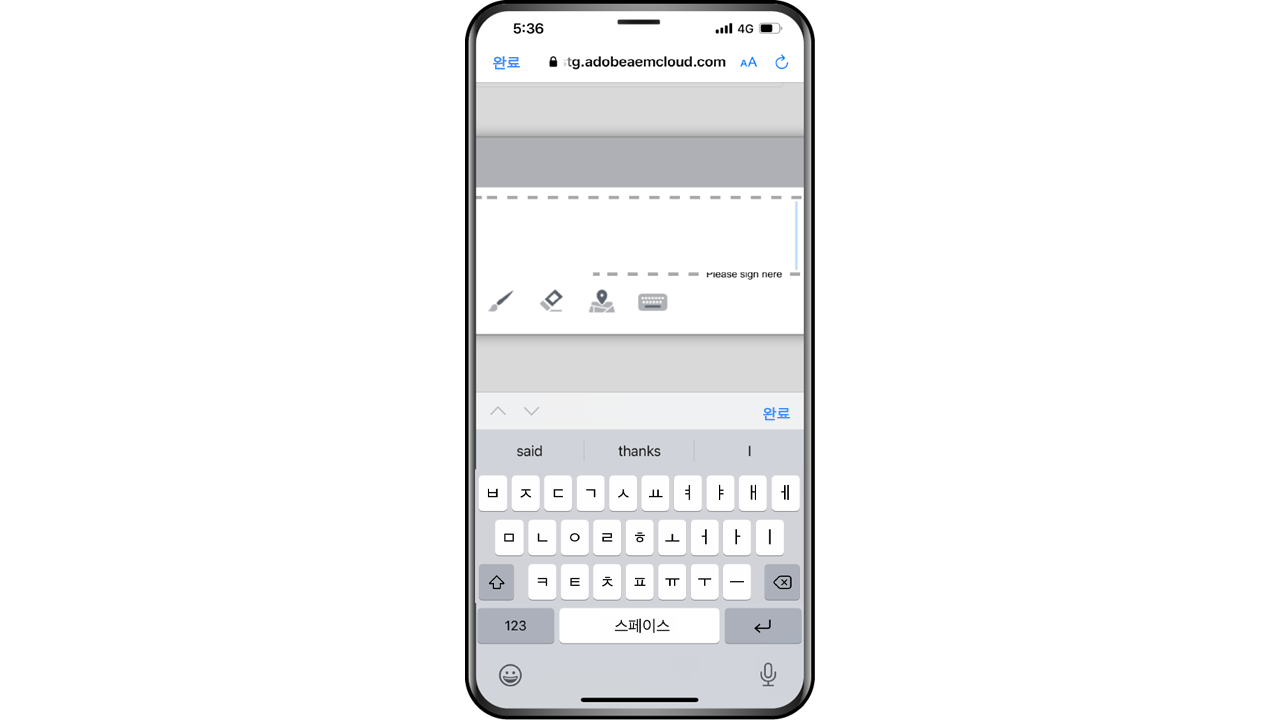 5:36 4G
완료 tg.adobeaemcloud.com AA
Please sign here
완료
said thanks I
ㅂ ㅈ ㄷ ㄱ ㅅ ㅛ ㅕ ㅑ ㅐ ㅔ
ㅁ ㄴ ㅇ ㄹ ㅎ ㅗ ㅓ ㅏ ㅣ
ㅋ ㅌ ㅊ ㅍ ㅠ ㅜ ㅡ
123 스페이스